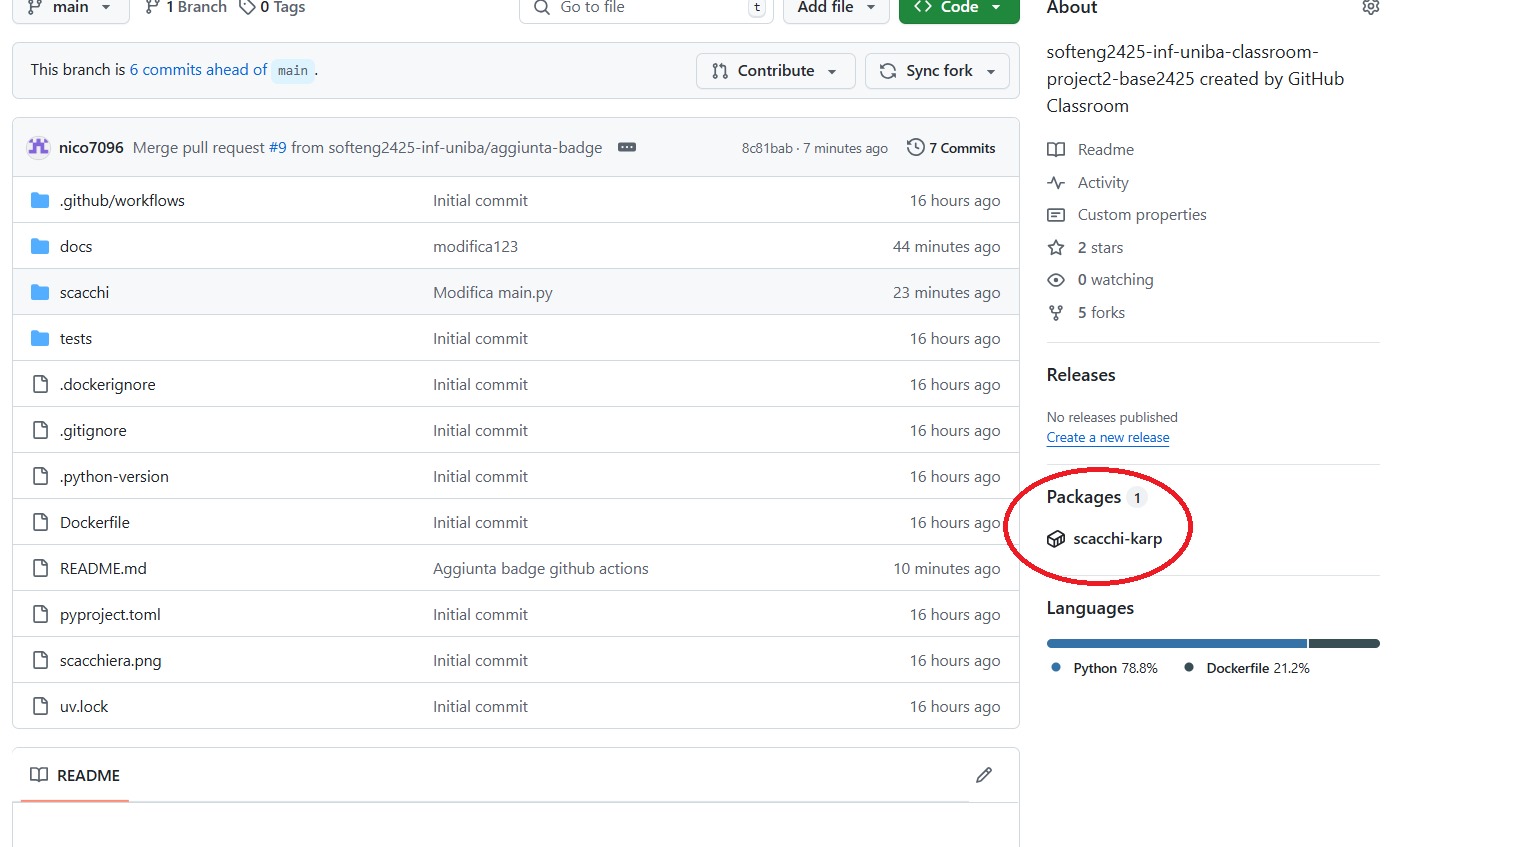 main 1 Branch 0 Tags Go to file t Add file <> Code
This branch is 6 commits ahead of main .
Contribute Sync fork
nico7096 Merge pull request #9 from softeng2425-inf-uniba/aggiunta-badge 8c81bab · 7 minutes ago 7 Commits
.github/workflows Initial commit 16 hours ago
docs modifica123 44 minutes ago
scacchi Modifica main.py 23 minutes ago
tests Initial commit 16 hours ago
.dockerignore Initial commit 16 hours ago
.gitignore Initial commit 16 hours ago
.python-version Initial commit 16 hours ago
Dockerfile Initial commit 16 hours ago
README.md Aggiunta badge github actions 10 minutes ago
pyproject.toml Initial commit 16 hours ago
scacchiera.png Initial commit 16 hours ago
uv.lock Initial commit 16 hours ago
README
About
softeng2425-inf-uniba-classroom-
project2-base2425 created by GitHub
Classroom
Readme
Activity
Custom properties
2 stars
0 watching
5 forks
Releases
No releases published
Create a new release
Packages 1
scacchi-karp
Languages
Python 78.8% Dockerfile 21.2%